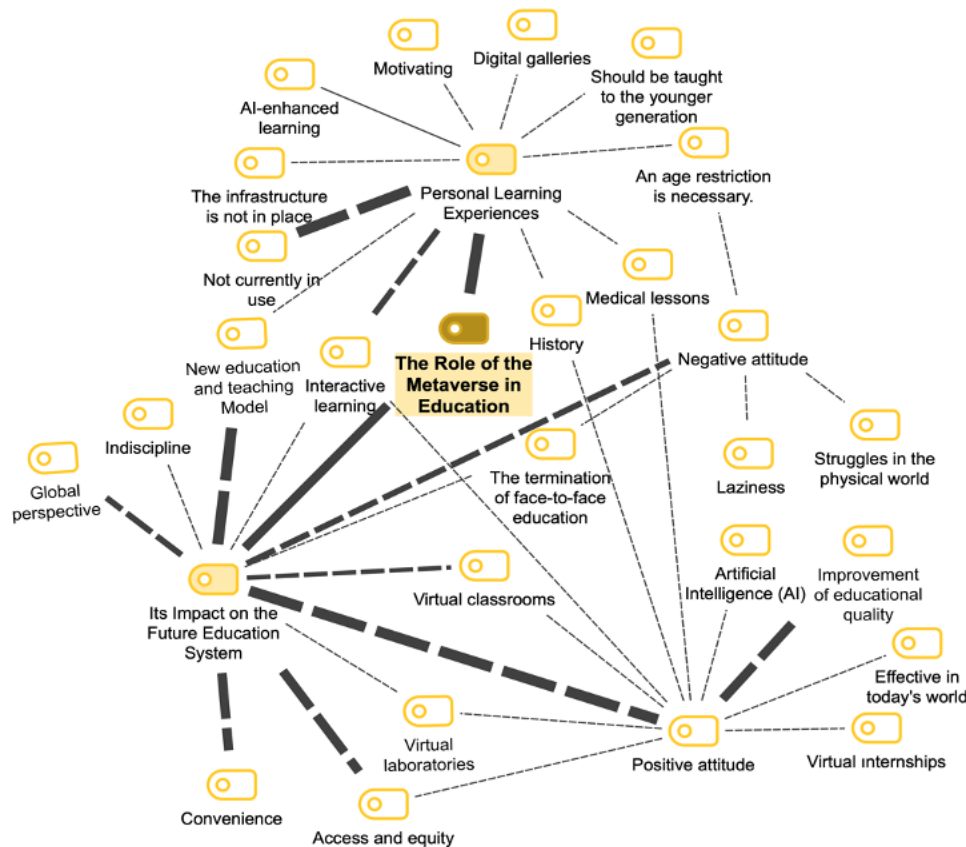 Motivating
Digital galleries
Should be taught
to the younger
generation
AI-enhanced
learning
The infrastructure
is not in place
Personal Learning
Experiences
An age restriction
is necessary.
Not currently in
use
Medical lessons
History
Negative attitude
New education
and teaching
Model
Interactive
learning
The Role of the
Metaverse in
Education
Indiscipline
Global
perspective
The termination
of face-to-face
education
Laziness
Struggles in the
physical world
Its Impact on the
Future Education
System
Virtual classrooms
Artificial
Intelligence (AI)
Improvement
of educational
quality
Effective in
today's world
Virtual
laboratories
Positive attitude
Virtual internships
Convenience
Access and equity